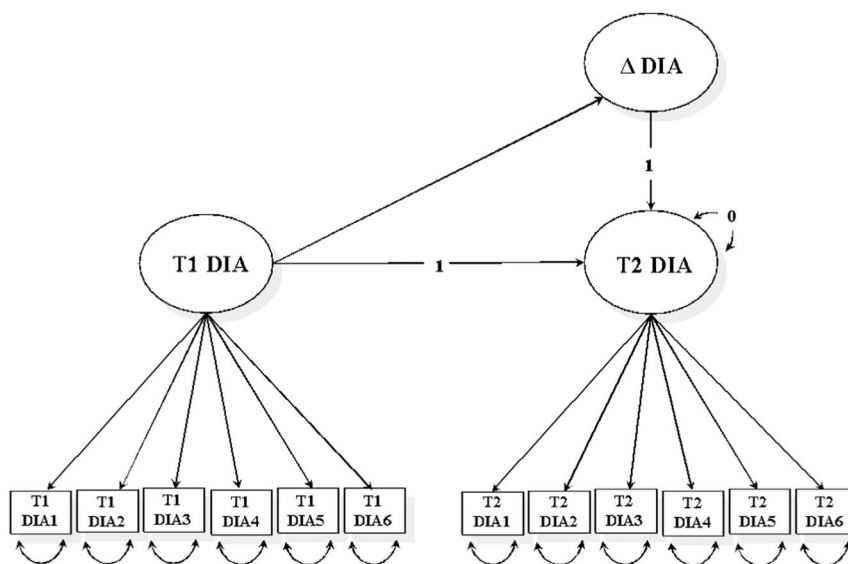 Δ DIA
1
0
T1 DIA
1
T2 DIA
T1
DIA1
T1
DIA2
T1
DIA3
T1
DIA4
T1
DIA5
T1
DIA6
T2
DIA1
T2
DIA2
T2
DIA3
T2
DIA4
T2
DIA5
T2
DIA6